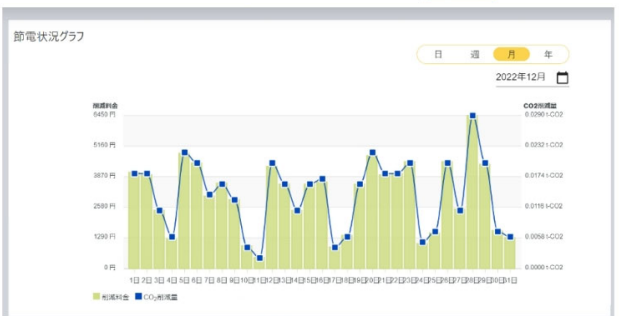 節電状況グラフ
日 週 月 年
2022年12月
削減料金 CO2削減量
6450 円 0.0290 t-CO2
5160 円 0.0232 t-CO2
3870 円 0.0174 t-CO2
2580 円 0.0116 t-CO2
1290 円 0.0058 t-CO2
0 円 0.0000 t-CO2
1日 2日 3日 4日 5日 6日 7日 8日 9日10日11日12日13日14日15日16日17日18日19日20日21日22日23日24日25日26日27日28日29日30日31日
削減料金 CO₂削減量